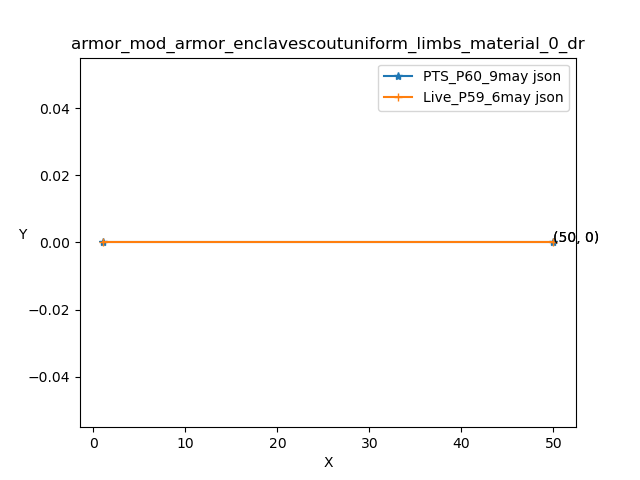 armor_mod_armor_enclavescoutuniform_limbs_material_0_dr
PTS_P60_9may json
Live_P59_6may json
0.04
0.02
0.00
−0.02
−0.04
Y
(50, 0)
0
10
20
30
40
50
X